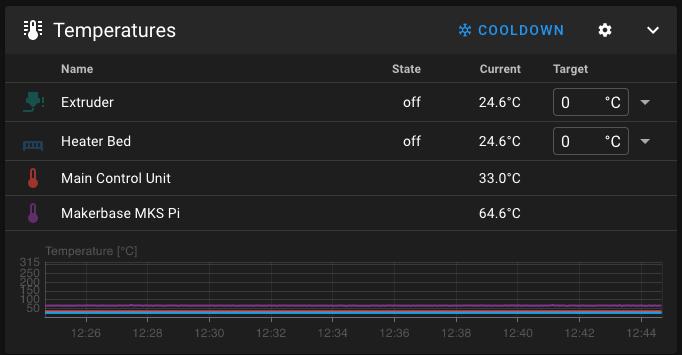 Temperatures COOLDOWN
Name State Current Target
Extruder off 24.6°C 0 °C
Heater Bed off 24.6°C 0 °C
Main Control Unit 33.0°C
Makerbase MKS Pi 64.6°C
Temperature [°C]
315
250
200
150
100
50
12:26 12:28 12:30 12:32 12:34 12:36 12:38 12:40 12:42 12:44